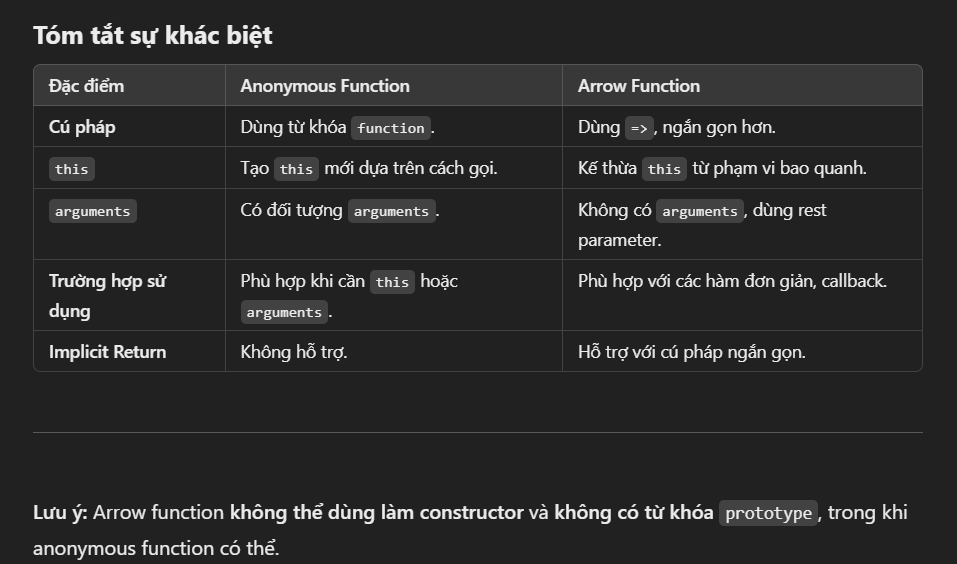 Tóm tắt sự khác biệt
Đặc điểm Anonymous Function Arrow Function
Cú pháp Dùng từ khóa function. Dùng =>, ngắn gọn hơn.
this Tạo this mới dựa trên cách gọi. Kế thừa this từ phạm vi bao quanh.
arguments Có đối tượng arguments. Không có arguments, dùng rest
parameter.
Trường hợp sử Phù hợp khi cần this hoặc Phù hợp với các hàm đơn giản, callback.
dụng arguments.
Implicit Return Không hỗ trợ. Hỗ trợ với cú pháp ngắn gọn.
Lưu ý: Arrow function không thể dùng làm constructor và không có từ khóa prototype, trong khi
anonymous function có thể.